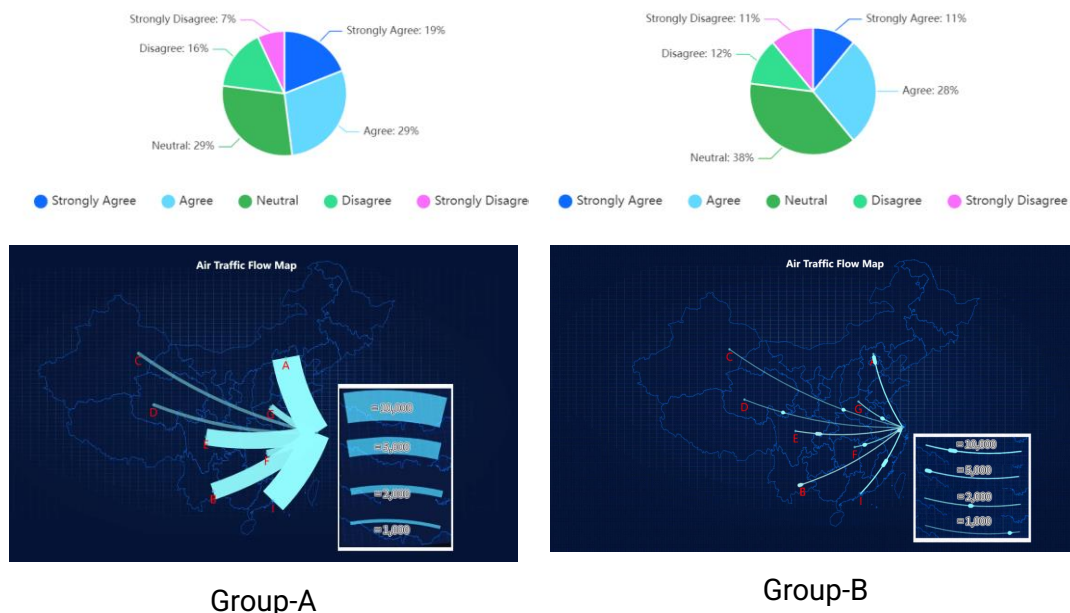 Strongly Disagree: 7%
Strongly Agree: 19%
Disagree: 16%
Agree: 29%
Neutral: 29%
Strongly Agree
Agree
Neutral
Disagree
Strongly Disagree
Strongly Disagree: 11%
Strongly Agree: 11%
Disagree: 12%
Agree: 28%
Neutral: 38%
Strongly Agree
Agree
Neutral
Disagree
Strongly Disagree
Air Traffic Flow Map
C
A
D
G
E
F
B
I
=10,000
=5,000
=2,000
=1,000
Group-A
Air Traffic Flow Map
C
D
G
E
F
B
I
=10,000
=5,000
=2,000
=1,000
Group-B